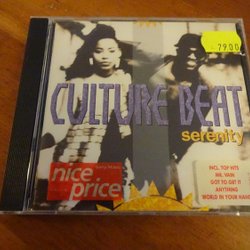 7900
CULTURE BEAT
serenity
nice
price
INCL. TOP HITS
MR. VAIN
GOT TO GET IT
ANYTHING
WORLD IN YOUR HANDS